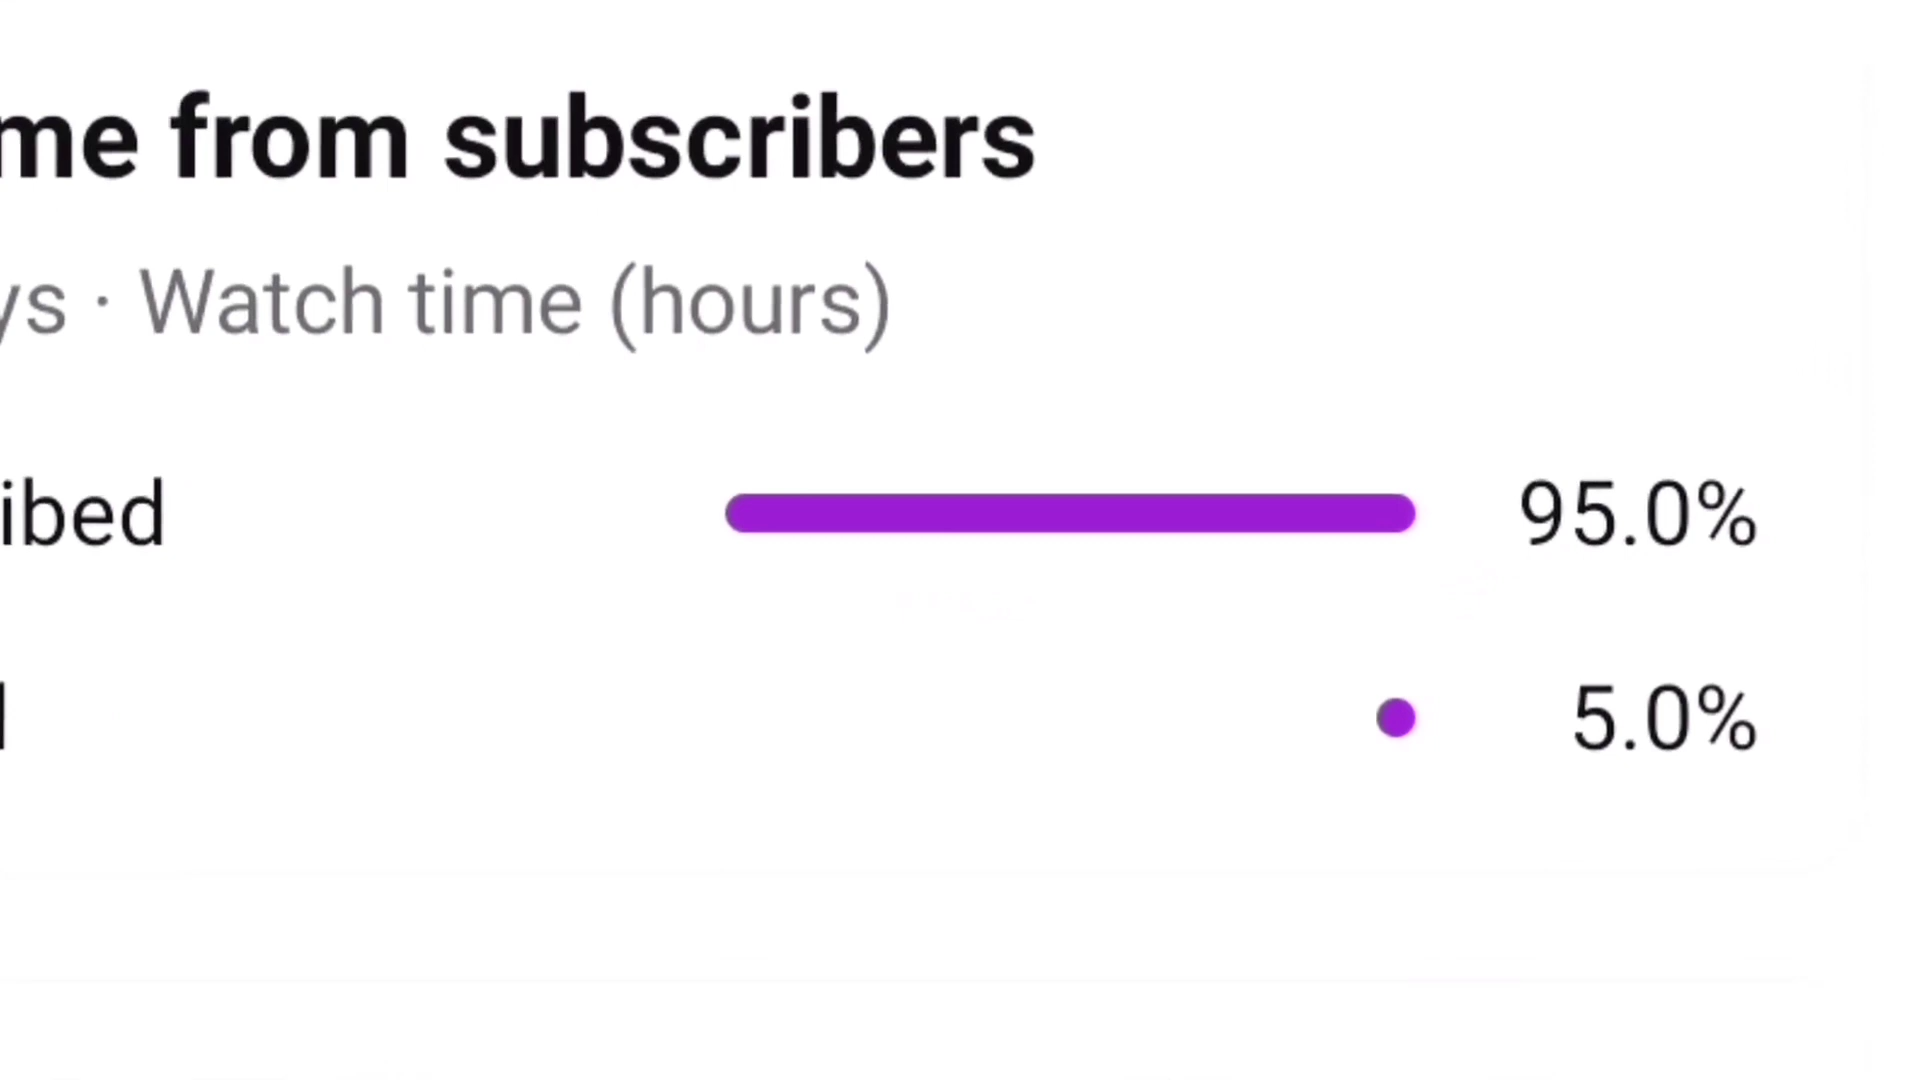 me from subscribers
ys · Watch time (hours)
ibed 95.0%
5.0%